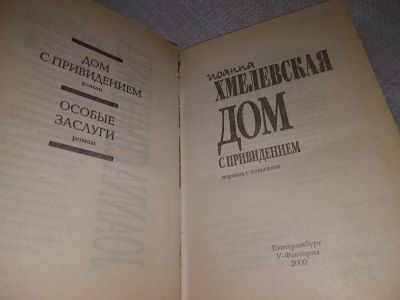 ДОМ
С ПРИВИДЕНИЕМ
роман
ОСОБЫЕ
ЗАСЛУГИ
роман
Иоанна
ХМЕЛЕВСКАЯ
ДОМ
С ПРИВИДЕНИЕМ
перевод с польского
Екатеринбург
У-Фактория
2000